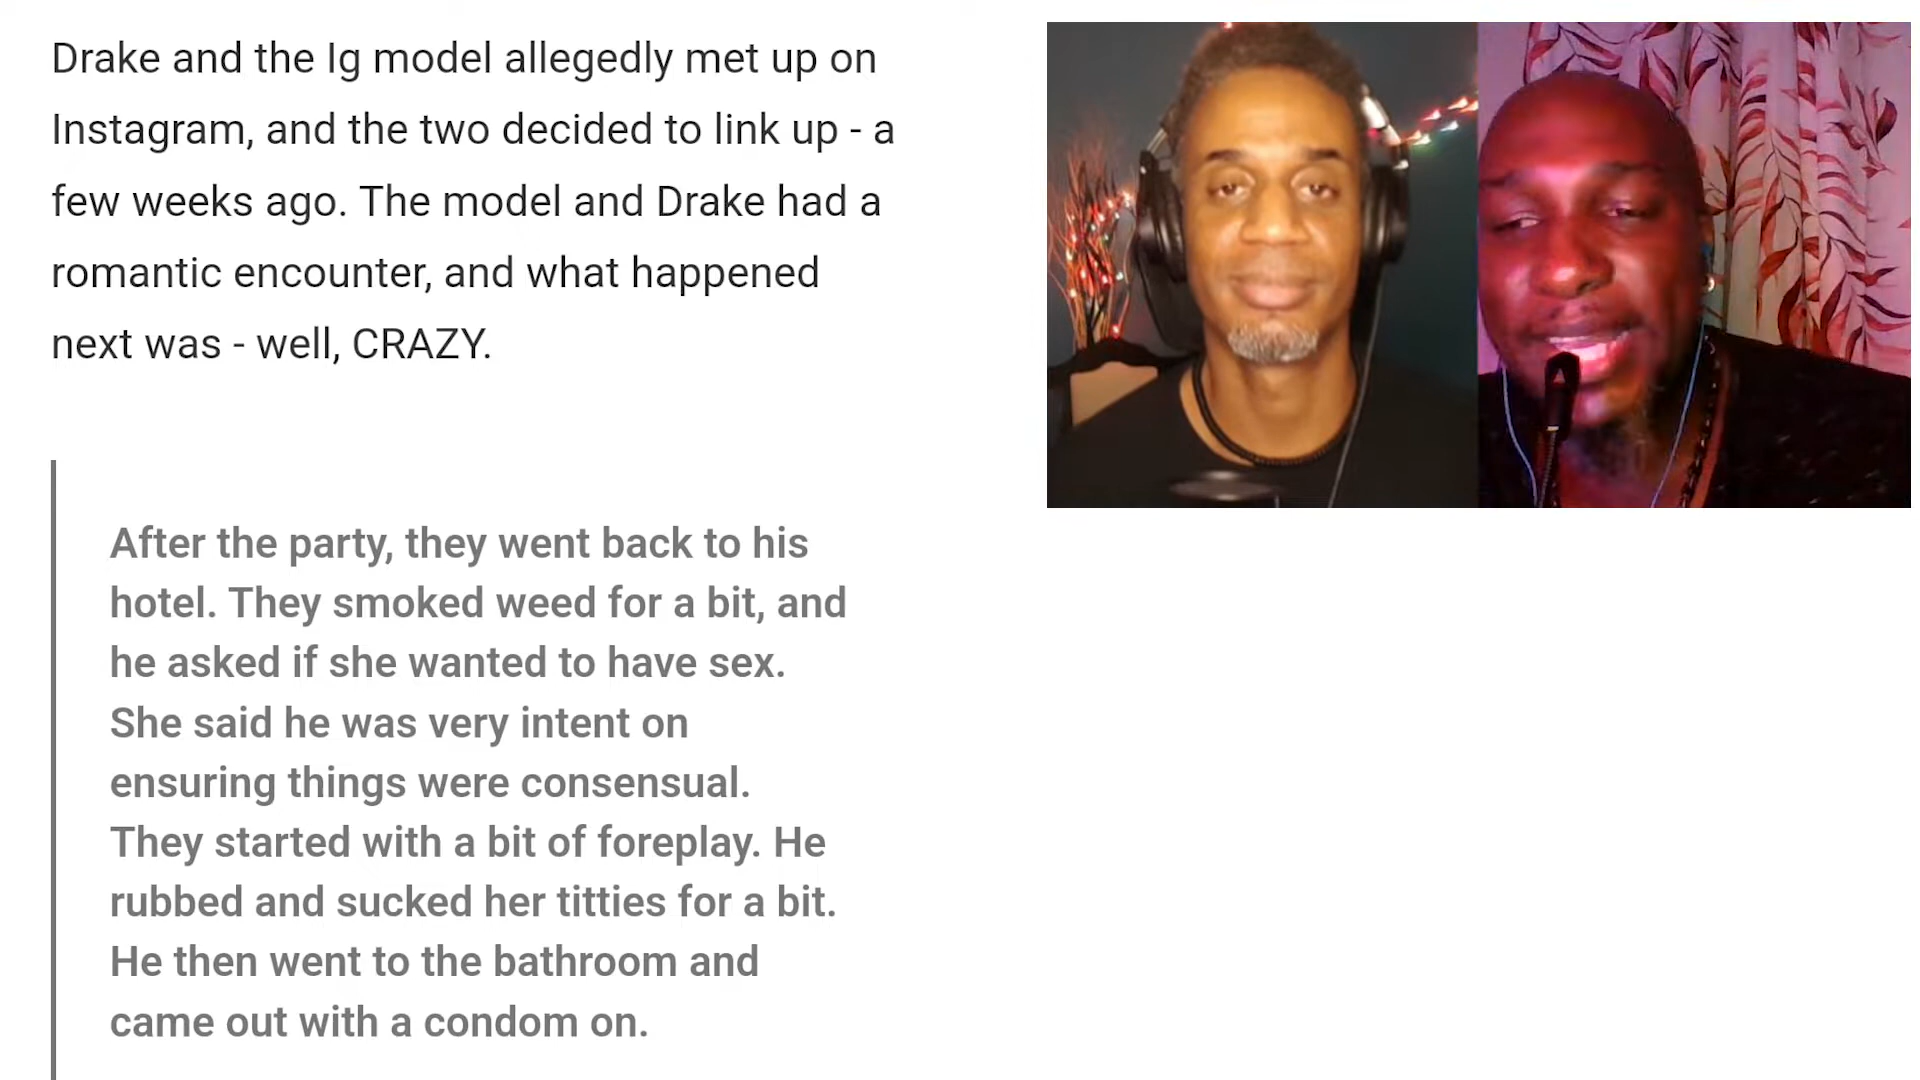 Drake and the Ig model allegedly met up on
Instagram, and the two decided to link up - a
few weeks ago. The model and Drake had a
romantic encounter, and what happened
next was - well, CRAZY.
After the party, they went back to his
hotel. They smoked weed for a bit, and
he asked if she wanted to have sex.
She said he was very intent on
ensuring things were consensual.
They started with a bit of foreplay. He
rubbed and sucked her titties for a bit.
He then went to the bathroom and
came out with a condom on.